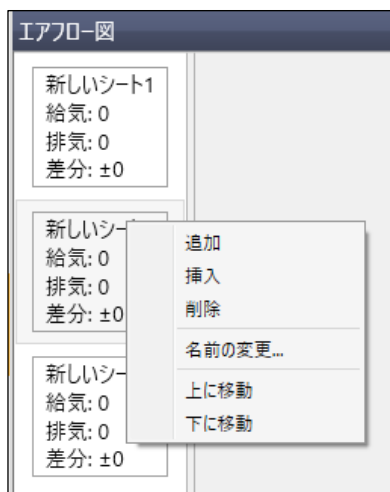 エアフロー図
新しいシート1
給気: 0
排気: 0
差分: ±0
新しいシー
給気: 0
排気: 0
差分: ±0
追加
挿入
削除
名前の変更...
上に移動
下に移動
新しいシー
給気: 0
排気: 0
差分: ±0